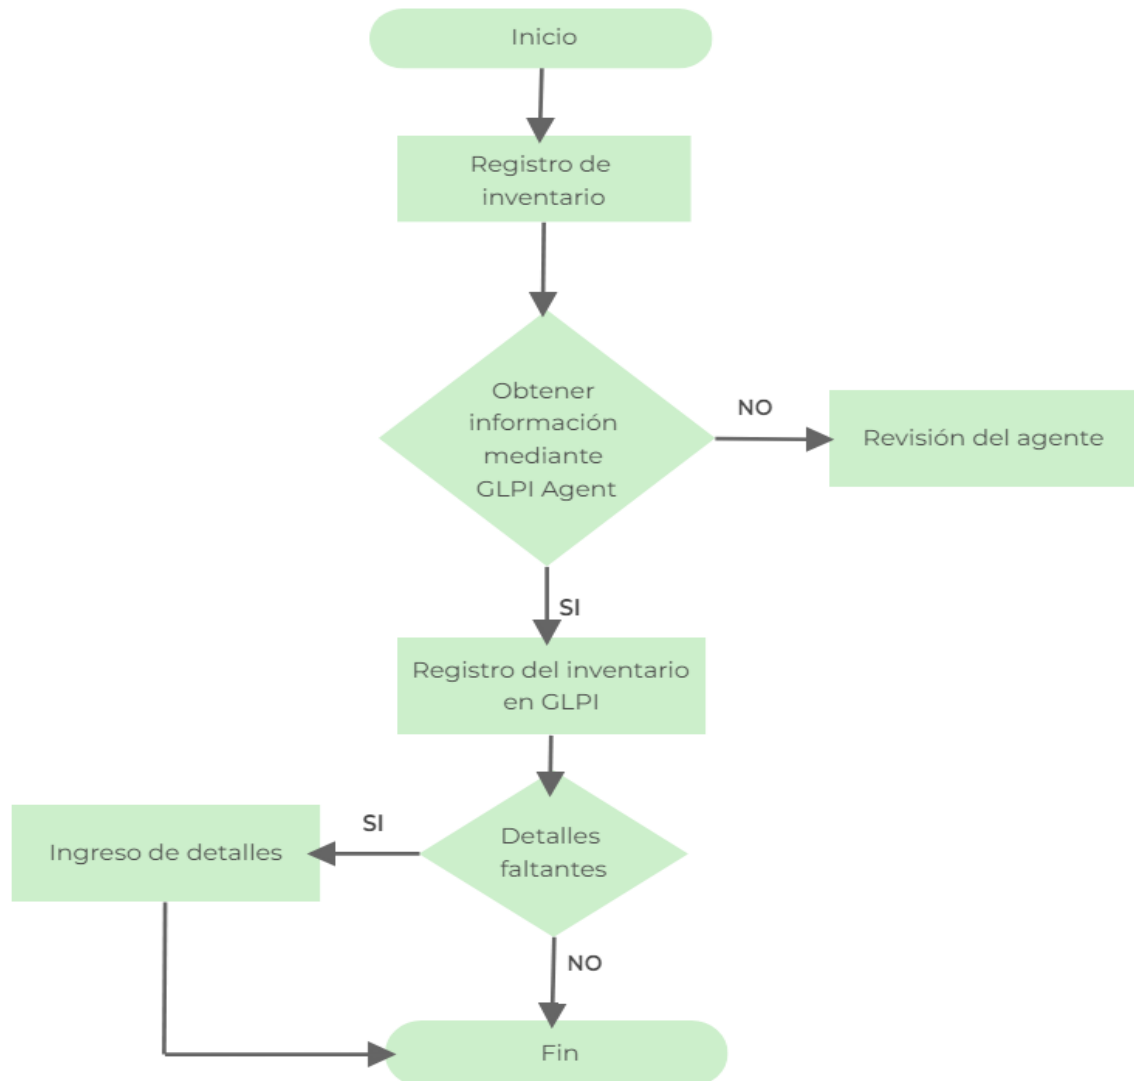 Inicio
Registro de
inventario
Obtener
información
mediante
GLPI Agent
NO
Revisión del agente
SI
Registro del inventario
en GLPI
Detalles
faltantes
SI
Ingreso de detalles
NO
Fin